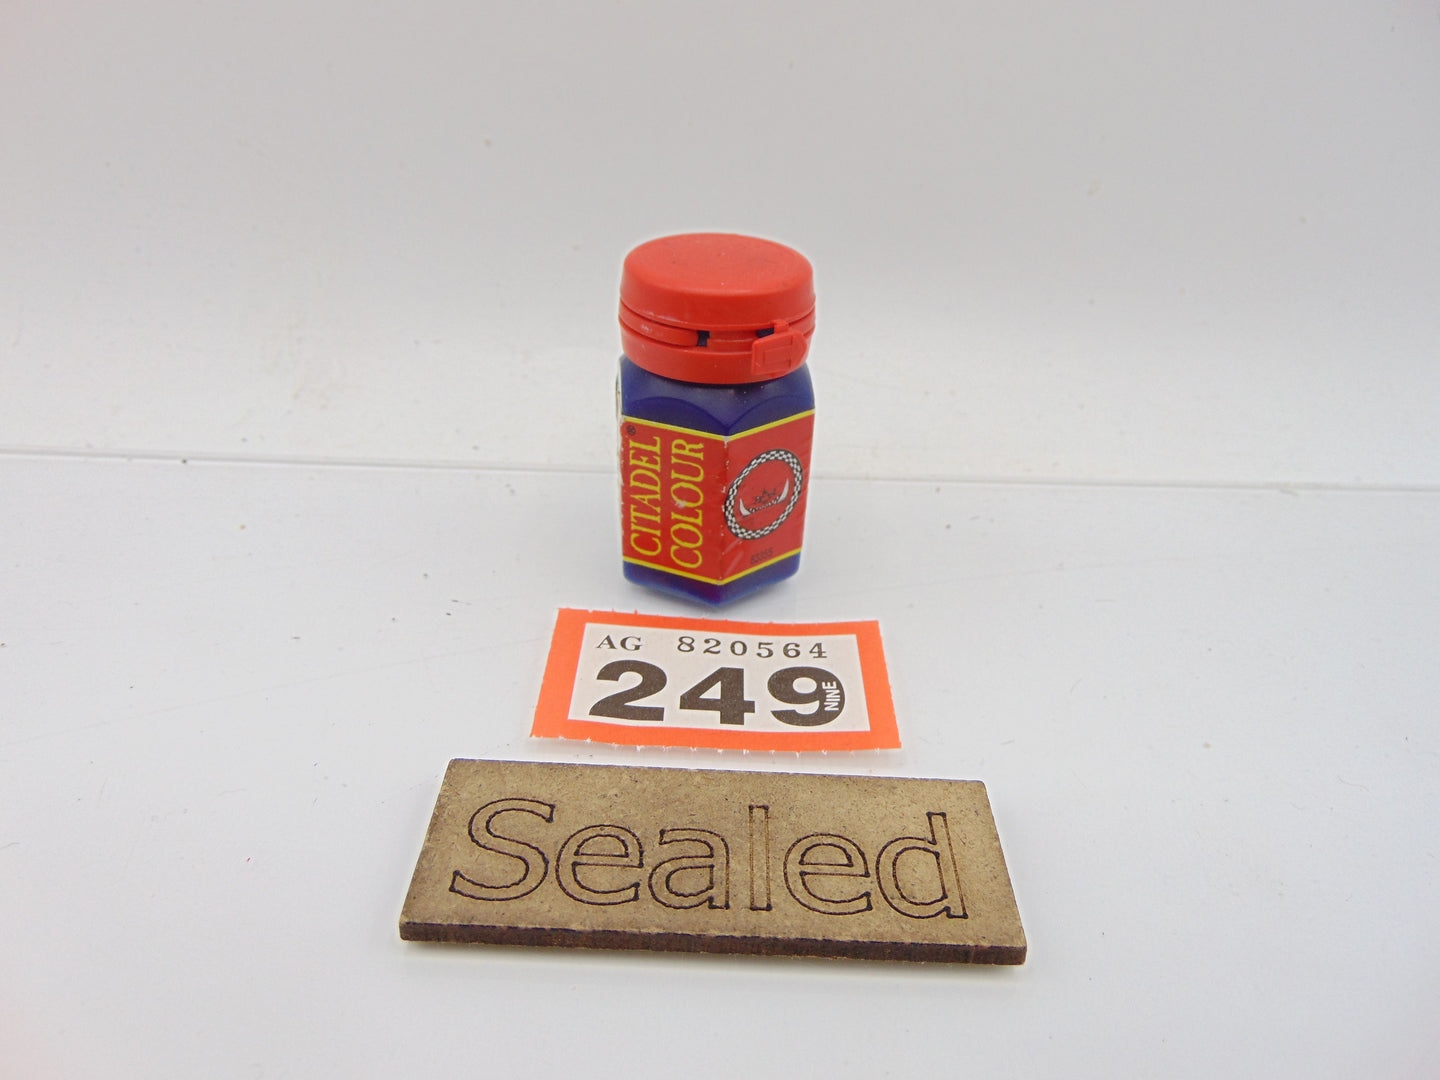 CITADEL®
COLOUR
AG 820564
249
NINE
Sealed